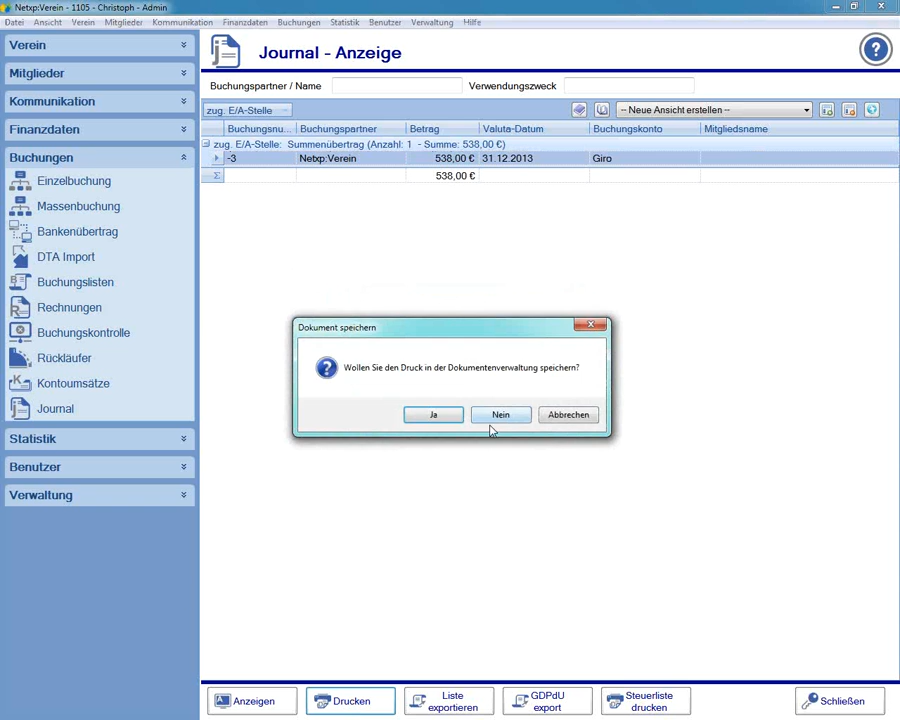 Netxp:Verein - 1105 - Christoph - Admin
Datei Ansicht Verein Mitglieder Kommunikation Finanzdaten Buchungen Statistik Benutzer Verwaltung Hilfe
Verein
Mitglieder
Kommunikation
Finanzdaten
Buchungen
Einzelbuchung
Massenbuchung
Bankenübertrag
DTA Import
Buchungslisten
Rechnungen
Buchungskontrolle
Rückläufer
Kontoumsätze
Journal
Statistik
Benutzer
Verwaltung
Journal - Anzeige
Buchungspartner / Name Verwendungszweck
zug. E/A-Stelle -- Neue Ansicht erstellen --
Buchungsnu... Buchungspartner Betrag Valuta-Datum Buchungskonto Mitgliedsname
zug. E/A-Stelle: Summenübertrag (Anzahl: 1 - Summe: 538,00 €)
-3 Netxp:Verein 538,00 € 31.12.2013 Giro
Σ 538,00 €
Dokument speichern
Wollen Sie den Druck in der Dokumentenverwaltung speichern?
Ja Nein Abbrechen
Anzeigen
Drucken
Liste
exportieren
GDPdU
export
Steuerliste
drucken
Schließen